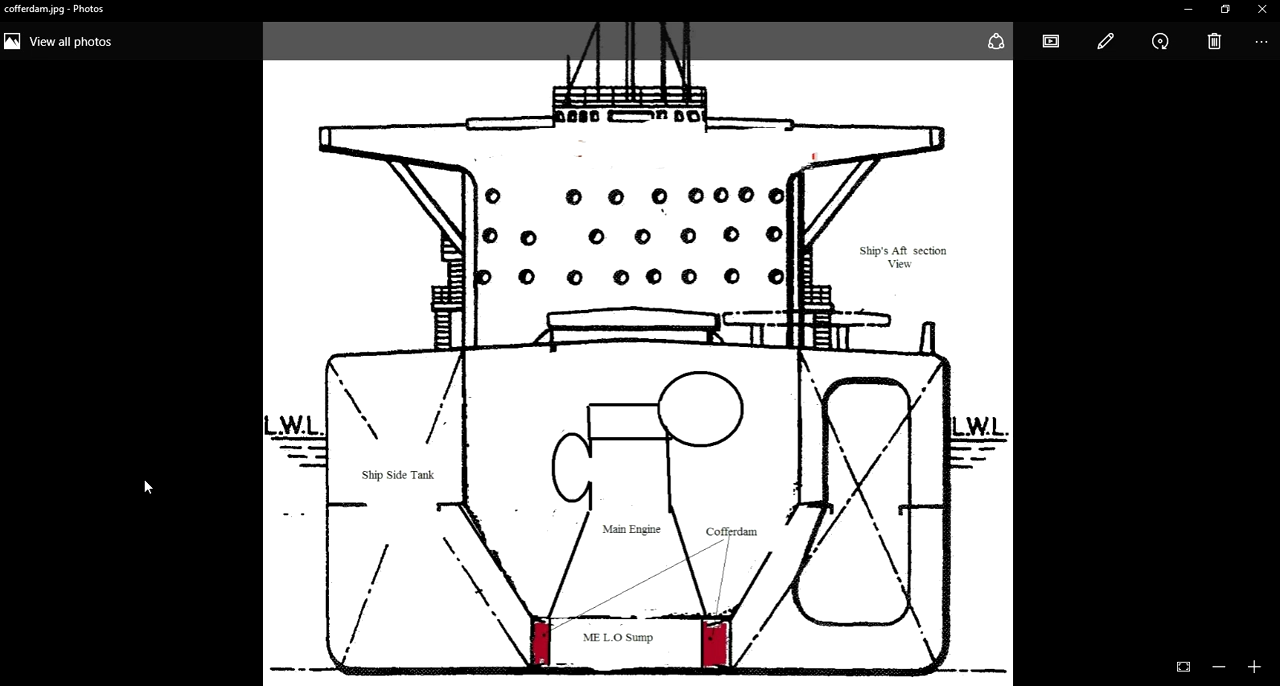 cofferdam.jpg - Photos
View all photos
Ship's Aft section
View
L.W.L.
L.W.L.
Ship Side Tank
Main Engine
Cofferdam
ME L.O Sump